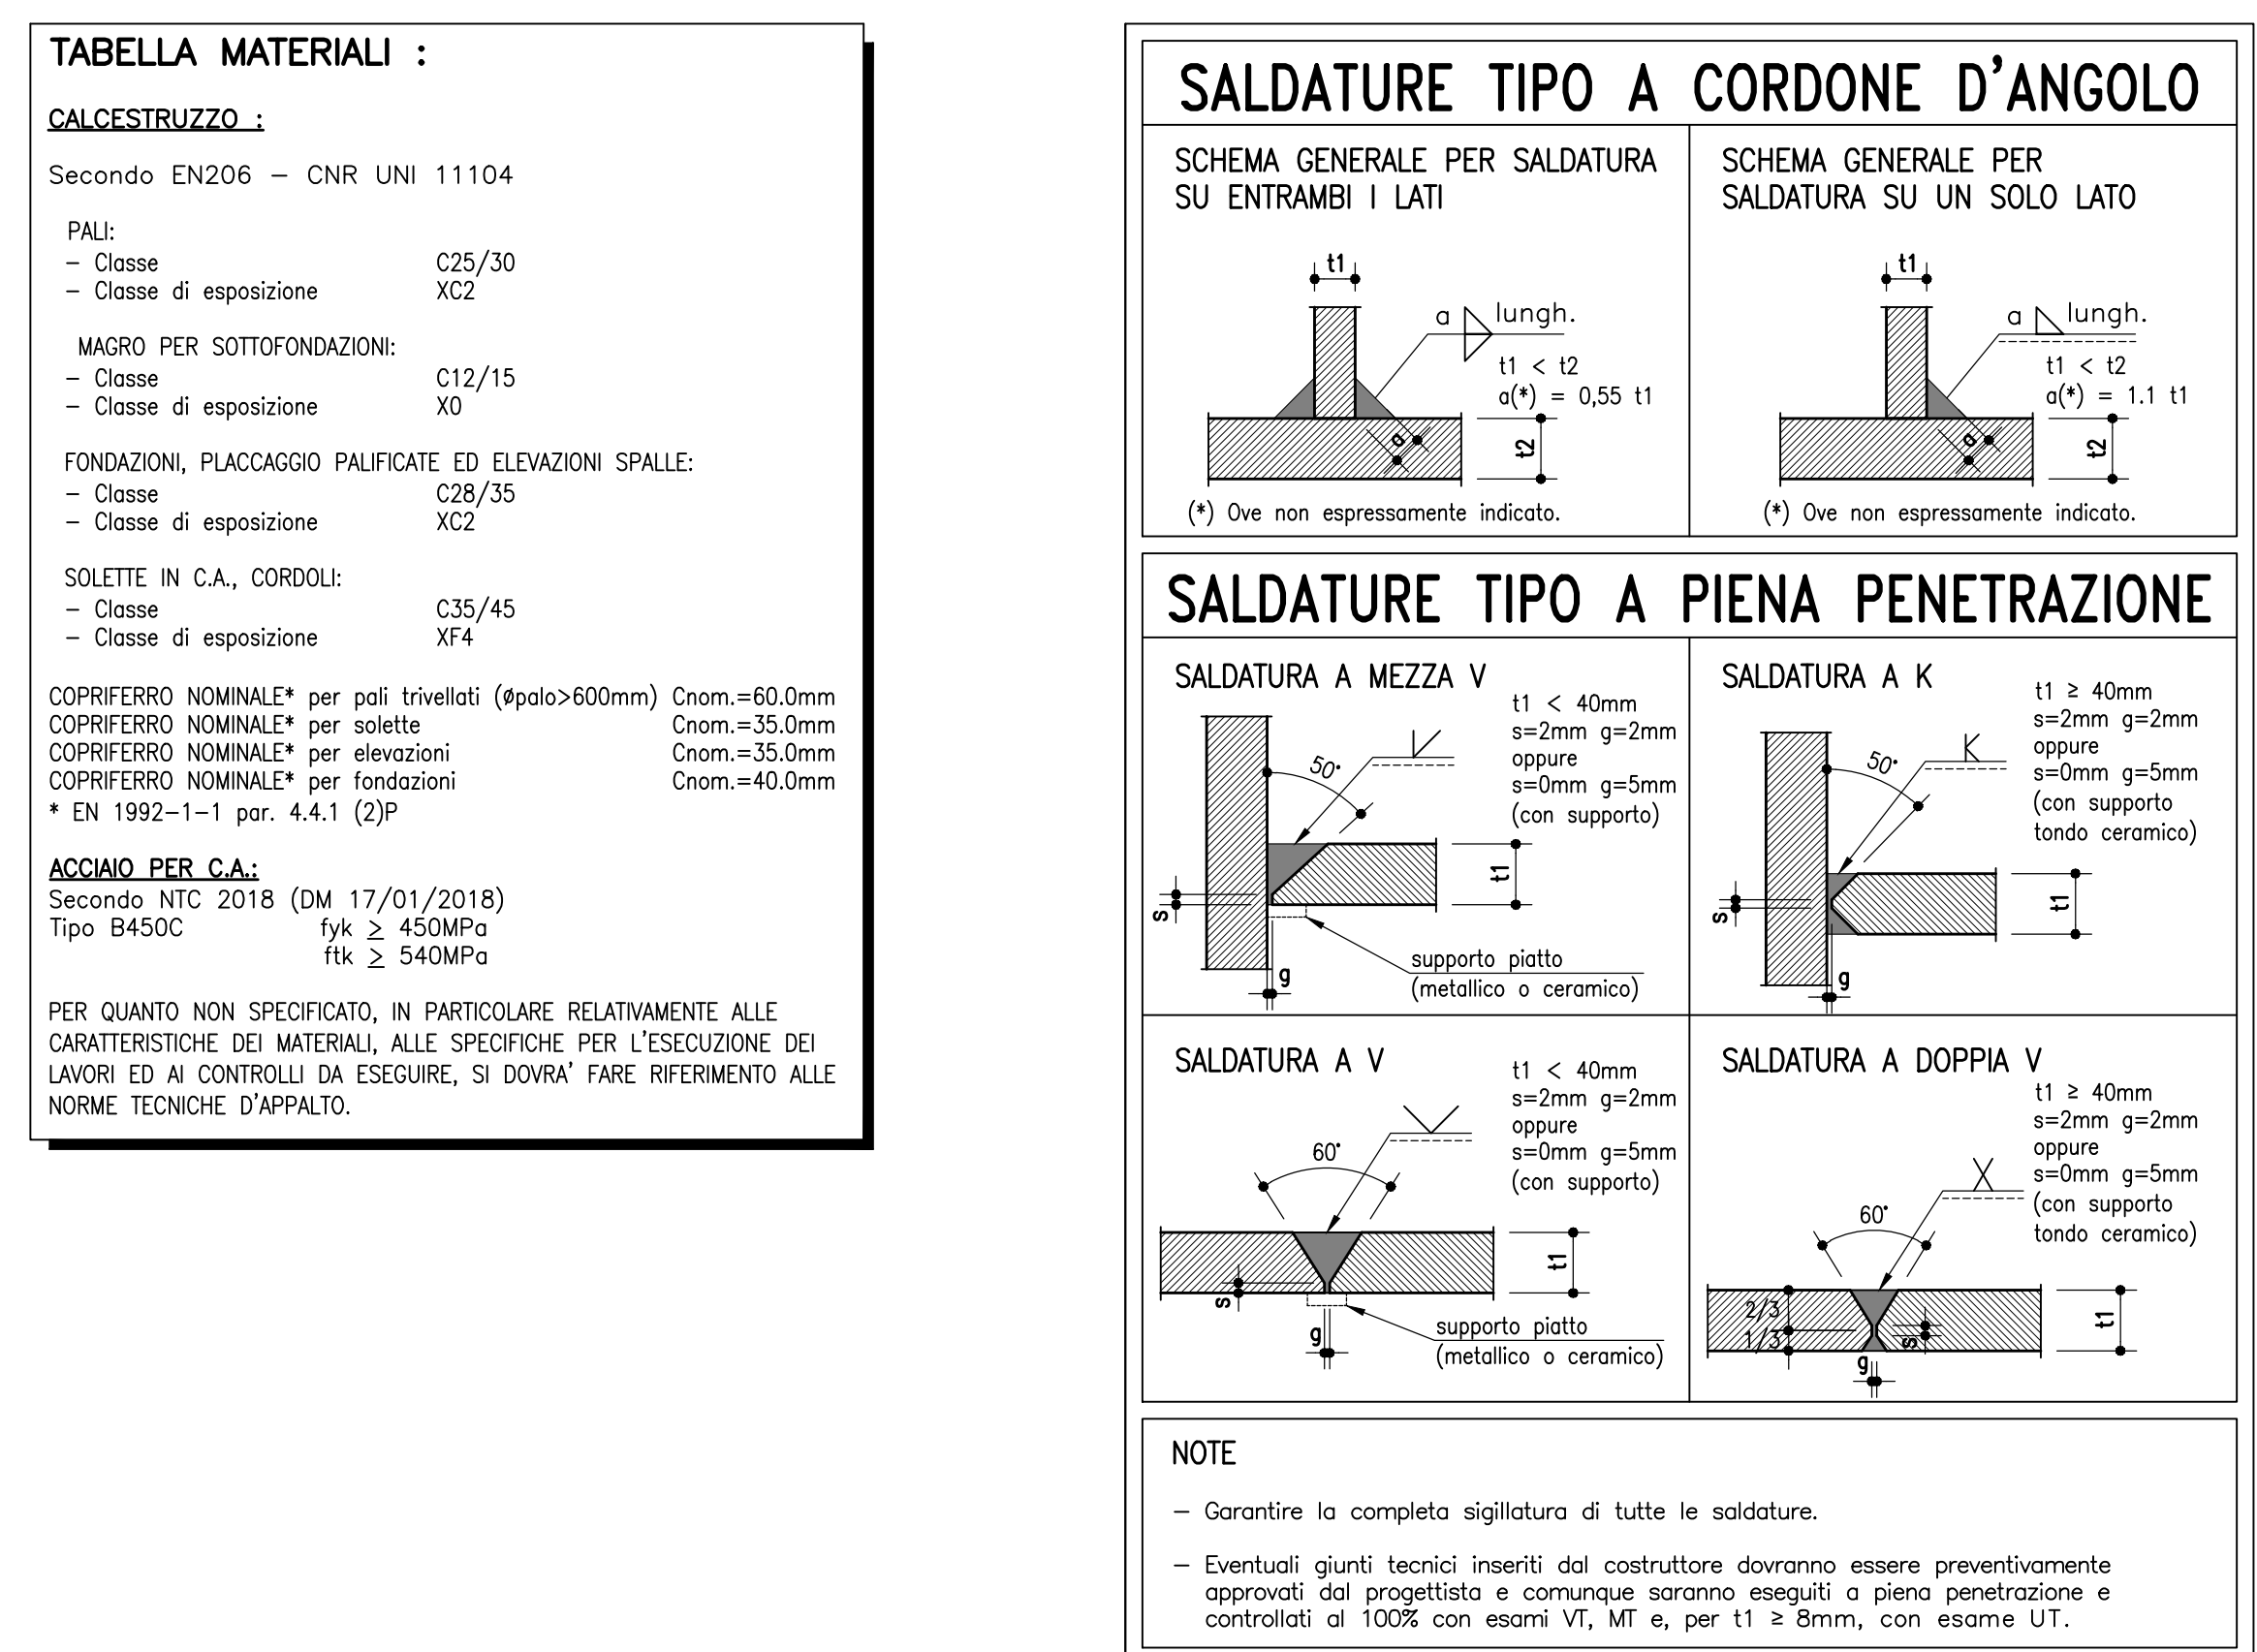 TABELLA MATERIALI :
CALCESTRUZZO :
Secondo EN206 – CNR UNI 11104
PALI:
– Classe C25/30
– Classe di esposizione XC2
MAGRO PER SOTTOFONDAZIONI:
– Classe C12/15
– Classe di esposizione X0
FONDAZIONI, PLACCAGGIO PALIFICATE ED ELEVAZIONI SPALLE:
– Classe C28/35
– Classe di esposizione XC2
SOLETTE IN C.A., CORDOLI:
– Classe C35/45
– Classe di esposizione XF4
COPRIFERRO NOMINALE* per pali trivellati (øpalo>600mm) Cnom.=60.0mm
COPRIFERRO NOMINALE* per solette Cnom.=35.0mm
COPRIFERRO NOMINALE* per elevazioni Cnom.=35.0mm
COPRIFERRO NOMINALE* per fondazioni Cnom.=40.0mm
* EN 1992–1–1 par. 4.4.1 (2)P
ACCIAIO PER C.A.:
Secondo NTC 2018 (DM 17/01/2018)
Tipo B450C fyk ≥ 450MPa
ftk ≥ 540MPa
PER QUANTO NON SPECIFICATO, IN PARTICOLARE RELATIVAMENTE ALLE
CARATTERISTICHE DEI MATERIALI, ALLE SPECIFICHE PER L'ESECUZIONE DEI
LAVORI ED AI CONTROLLI DA ESEGUIRE, SI DOVRA' FARE RIFERIMENTO ALLE
NORME TECNICHE D'APPALTO.
SALDATURE TIPO A CORDONE D'ANGOLO
SCHEMA GENERALE PER SALDATURA
SU ENTRAMBI I LATI
t1
a lungh.
t1 < t2
a(*) = 0,55 t1
a
t2
(*) Ove non espressamente indicato.
SCHEMA GENERALE PER
SALDATURA SU UN SOLO LATO
t1
a lungh.
t1 < t2
a(*) = 1.1 t1
a
t2
(*) Ove non espressamente indicato.
SALDATURE TIPO A PIENA PENETRAZIONE
SALDATURA A MEZZA V
t1 < 40mm
s=2mm g=2mm
oppure
s=0mm g=5mm
(con supporto)
50°
t1
s
supporto piatto
(metallico o ceramico)
g
SALDATURA A K
t1 ≥ 40mm
s=2mm g=2mm
oppure
s=0mm g=5mm
(con supporto
tondo ceramico)
50°
t1
s
g
SALDATURA A V
t1 < 40mm
s=2mm g=2mm
oppure
s=0mm g=5mm
(con supporto)
60°
t1
s
g
supporto piatto
(metallico o ceramico)
SALDATURA A DOPPIA V
t1 ≥ 40mm
s=2mm g=2mm
oppure
s=0mm g=5mm
(con supporto
tondo ceramico)
60°
2/3
1/3
s
t1
g
NOTE
– Garantire la completa sigillatura di tutte le saldature.
– Eventuali giunti tecnici inseriti dal costruttore dovranno essere preventivamente
approvati dal progettista e comunque saranno eseguiti a piena penetrazione e
controllati al 100% con esami VT, MT e, per t1 ≥ 8mm, con esame UT.